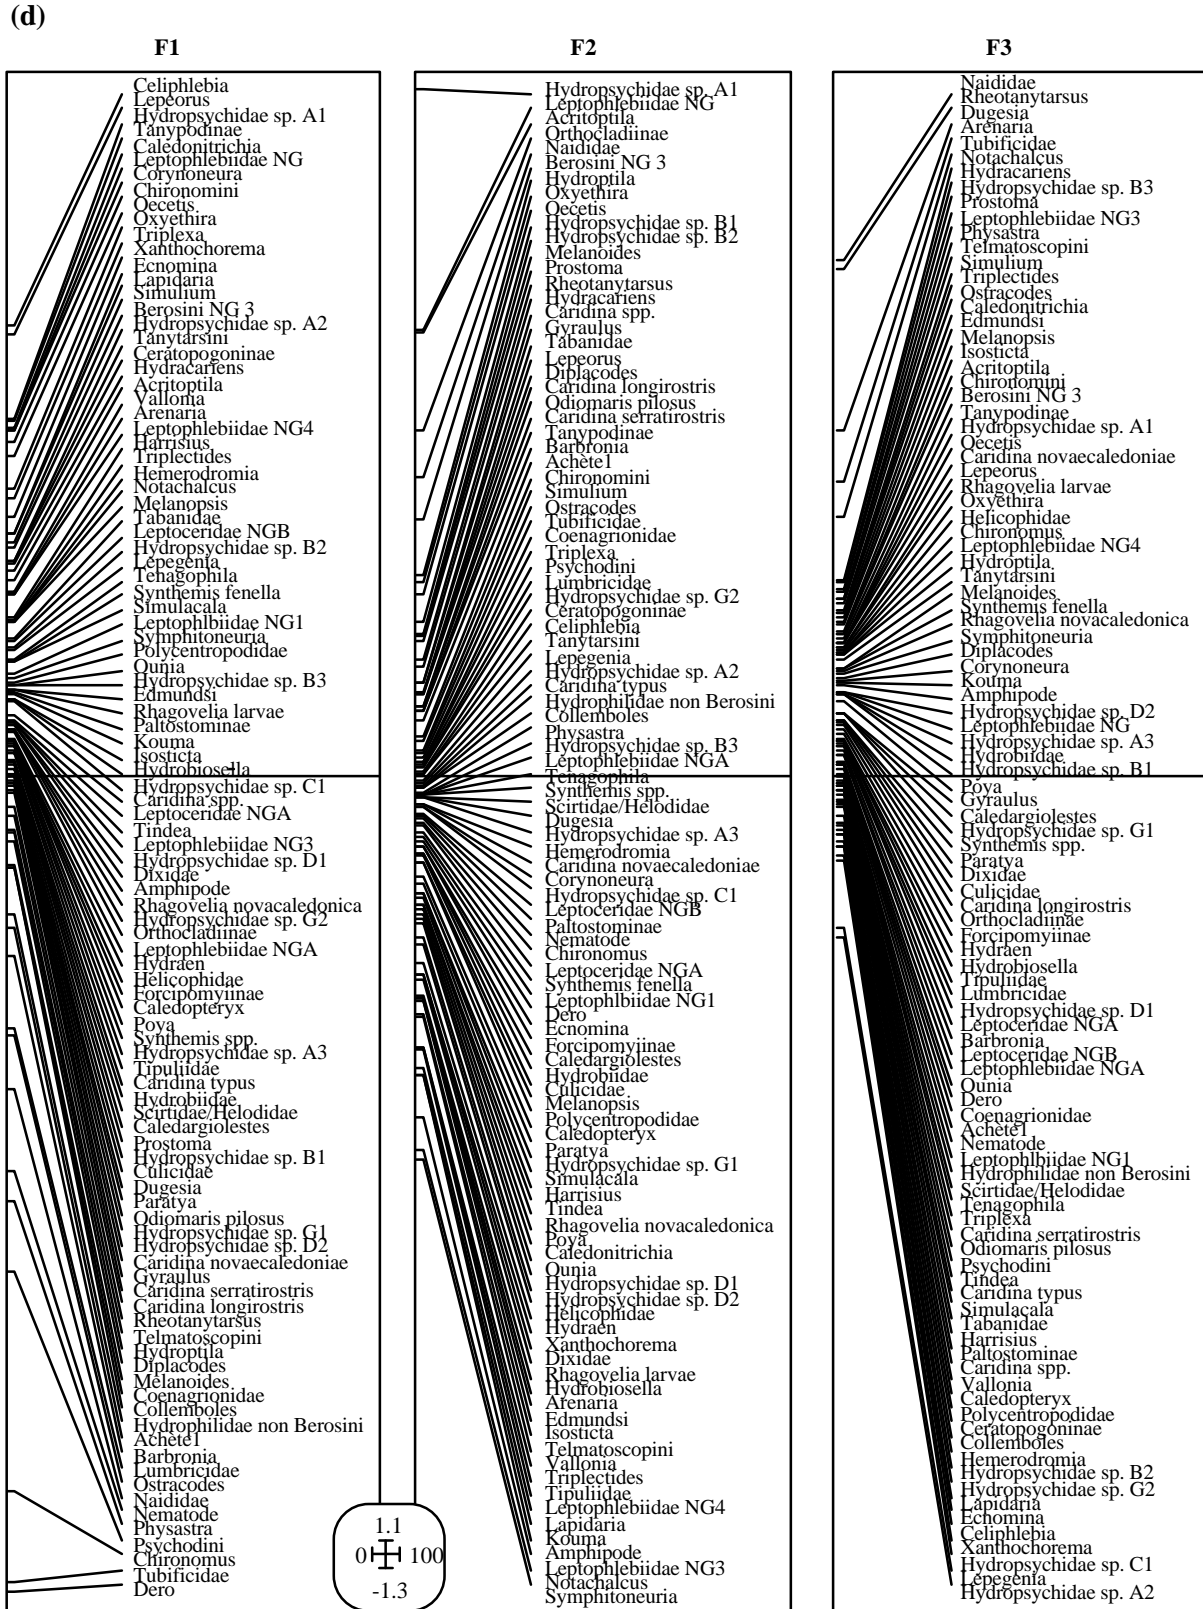 (d)
F1
Celiphlebia
Lepeorus
Hydropsychidae sp. A1
Tanypodinae
Caledonitrichia
Leptophlebiidae NG
Corynoneura
Chironomini
Oecetis
Oxyethira
Triplexa
Xanthochorema
Ecnomina
Lapidaria
Simulium
Berosini NG 3
Hydropsychidae sp. A2
Tanytarsini
Ceratopogoninae
Hydracariens
Acritoptila
Vallonia
Arenaria
Leptophlebiidae NG4
Harrisius
Triplectides
Hemerodromia
Notachalcus
Melanopsis
Tabanidae
Leptoceridae NGB
Hydropsychidae sp. B2
Lepegenia
Tenagophila
Synthemis fenella
Simulacala
Leptophlbiidae NG1
Symphitoneuria
Polycentropodidae
Ounia
Hydropsychidae sp. B3
Edmundsi
Rhagovelia larvae
Paltostominae
Kouma
Isosticta
Hydrobiosella
Hydropsychidae sp. C1
Caridina spp.
Leptoceridae NGA
Tindea
Leptophlebiidae NG3
Hydropsychidae sp. D1
Dixidae
Amphipode
Rhagovelia novacaledonica
Hydropsychidae sp. G2
Orthocladiinae
Leptophlebiidae NGA
Hydraen
Helicophidae
Forcipomyiinae
Caledopteryx
Poya
Synthemis spp.
Hydropsychidae sp. A3
Tipuliidae
Caridina typus
Hydrobiidae
Scirtidae/Helodidae
Caledargiolestes
Prostoma
Hydropsychidae sp. B1
Culicidae
Dugesia
Paratya
Odiomaris pilosus
Hydropsychidae sp. G1
Hydropsychidae sp. D2
Caridina novaecaledoniae
Gyraulus
Caridina serratirostris
Caridina longirostris
Rheotanytarsus
Telmatoscopini
Hydroptila
Diplacodes
Melanoides
Coenagrionidae
Collemboles
Hydrophilidae non Berosini
Achète1
Barbronia
Lumbricidae
Ostracodes
Naididae
Nematode
Physastra
Psychodini
Chironomus
Tubificidae
Dero
F2
Hydropsychidae sp. A1
Leptophlebiidae NG
Acritoptila
Orthocladiinae
Naididae
Berosini NG 3
Hydroptila
Oxyethira
Oecetis
Hydropsychidae sp. B1
Hydropsychidae sp. B2
Melanoides
Prostoma
Rheotanytarsus
Hydracariens
Caridina spp.
Gyraulus
Tabanidae
Lepeorus
Diplacodes
Caridina longirostris
Odiomaris pilosus
Caridina serratirostris
Tanypodinae
Barbronia
Achète1
Chironomini
Simulium
Ostracodes
Tubificidae
Coenagrionidae
Triplexa
Psychodini
Lumbricidae
Hydropsychidae sp. G2
Ceratopogoninae
Celiphlebia
Tanytarsini
Lepegenia
Hydropsychidae sp. A2
Caridina typus
Hydrophilidae non Berosini
Collemboles
Physastra
Hydropsychidae sp. B3
Leptophlebiidae NGA
Tenagophila
Synthemis spp.
Scirtidae/Helodidae
Dugesia
Hydropsychidae sp. A3
Hemerodromia
Caridina novaecaledoniae
Corynoneura
Hydropsychidae sp. C1
Leptoceridae NGB
Paltostominae
Nematode
Chironomus
Leptoceridae NGA
Synthemis fenella
Leptophlbiidae NG1
Dero
Ecnomina
Forcipomyiinae
Caledargiolestes
Hydrobiidae
Culicidae
Melanopsis
Polycentropodidae
Caledopteryx
Paratya
Hydropsychidae sp. G1
Simulacala
Harrisius
Tindea
Rhagovelia novacaledonica
Poya
Caledonitrichia
Ounia
Hydropsychidae sp. D1
Hydropsychidae sp. D2
Helicophidae
Hydraen
Xanthochorema
Dixidae
Rhagovelia larvae
Hydrobiosella
Arenaria
Edmundsi
Isosticta
Telmatoscopini
Vallonia
Triplectides
Tipuliidae
Leptophlebiidae NG4
Lapidaria
Kouma
Amphipode
Leptophlebiidae NG3
Notachalcus
Symphitoneuria
F3
Naididae
Rheotanytarsus
Dugesia
Arenaria
Tubificidae
Notachalcus
Hydracariens
Hydropsychidae sp. B3
Prostoma
Leptophlebiidae NG3
Physastra
Telmatoscopini
Simulium
Triplectides
Ostracodes
Caledonitrichia
Edmundsi
Melanopsis
Isosticta
Acritoptila
Chironomini
Berosini NG 3
Tanypodinae
Hydropsychidae sp. A1
Oecetis
Caridina novaecaledoniae
Lepeorus
Rhagovelia larvae
Oxyethira
Helicophidae
Chironomus
Leptophlebiidae NG4
Hydroptila
Tanytarsini
Melanoides
Synthemis fenella
Rhagovelia novacaledonica
Symphitoneuria
Diplacodes
Corynoneura
Kouma
Amphipode
Hydropsychidae sp. D2
Leptophlebiidae NG
Hydropsychidae sp. A3
Hydrobiidae
Hydropsychidae sp. B1
Poya
Gyraulus
Caledargiolestes
Hydropsychidae sp. G1
Synthemis spp.
Paratya
Dixidae
Culicidae
Caridina longirostris
Orthocladiinae
Forcipomyiinae
Hydraen
Hydrobiosella
Tipuliidae
Lumbricidae
Hydropsychidae sp. D1
Leptoceridae NGA
Barbronia
Leptoceridae NGB
Leptophlebiidae NGA
Ounia
Dero
Coenagrionidae
Achète1
Nematode
Leptophlbiidae NG1
Hydrophilidae non Berosini
Scirtidae/Helodidae
Tenagophila
Triplexa
Caridina serratirostris
Odiomaris pilosus
Psychodini
Tindea
Caridina typus
Simulacala
Tabanidae
Harrisius
Paltostominae
Caridina spp.
Vallonia
Caledopteryx
Polycentropodidae
Ceratopogoninae
Collemboles
Hemerodromia
Hydropsychidae sp. B2
Hydropsychidae sp. G2
Lapidaria
Ecnomina
Celiphlebia
Xanthochorema
Hydropsychidae sp. C1
Lepegenia
Hydropsychidae sp. A2
1.1
0 100
-1.3